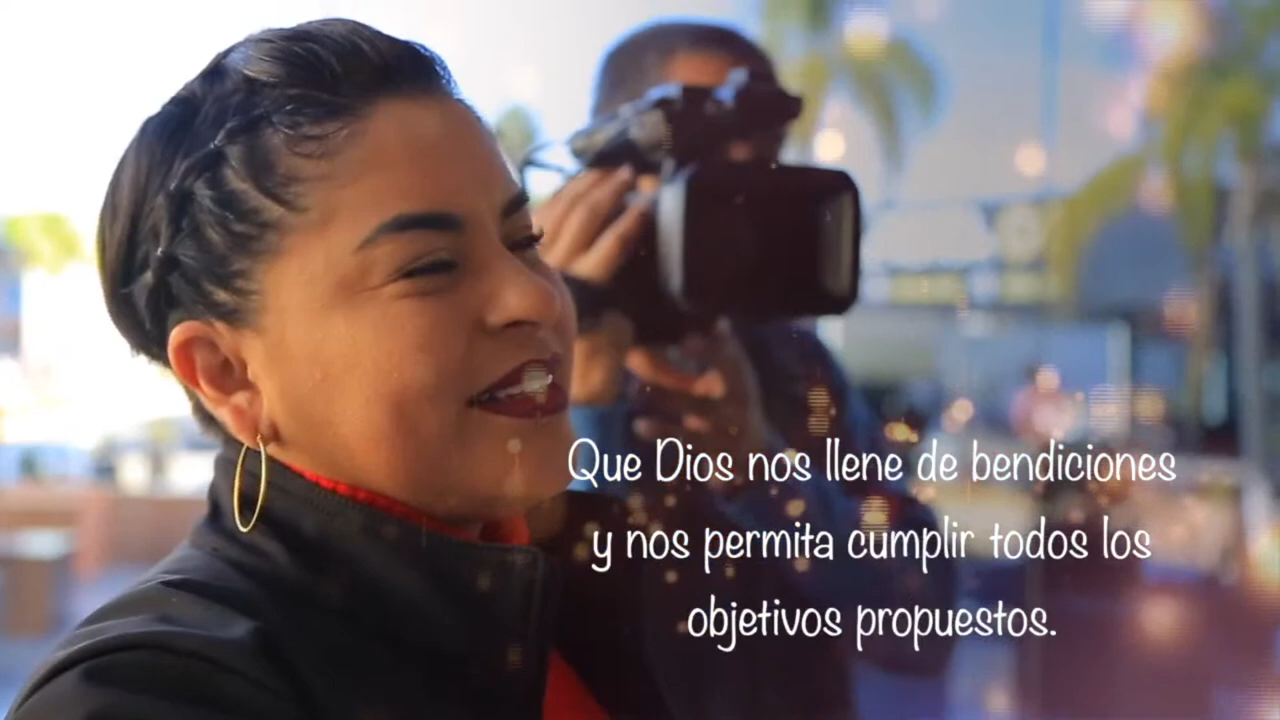 Que Dios nos llene de bendiciones
y nos permita cumplir todos los
objetivos propuestos.